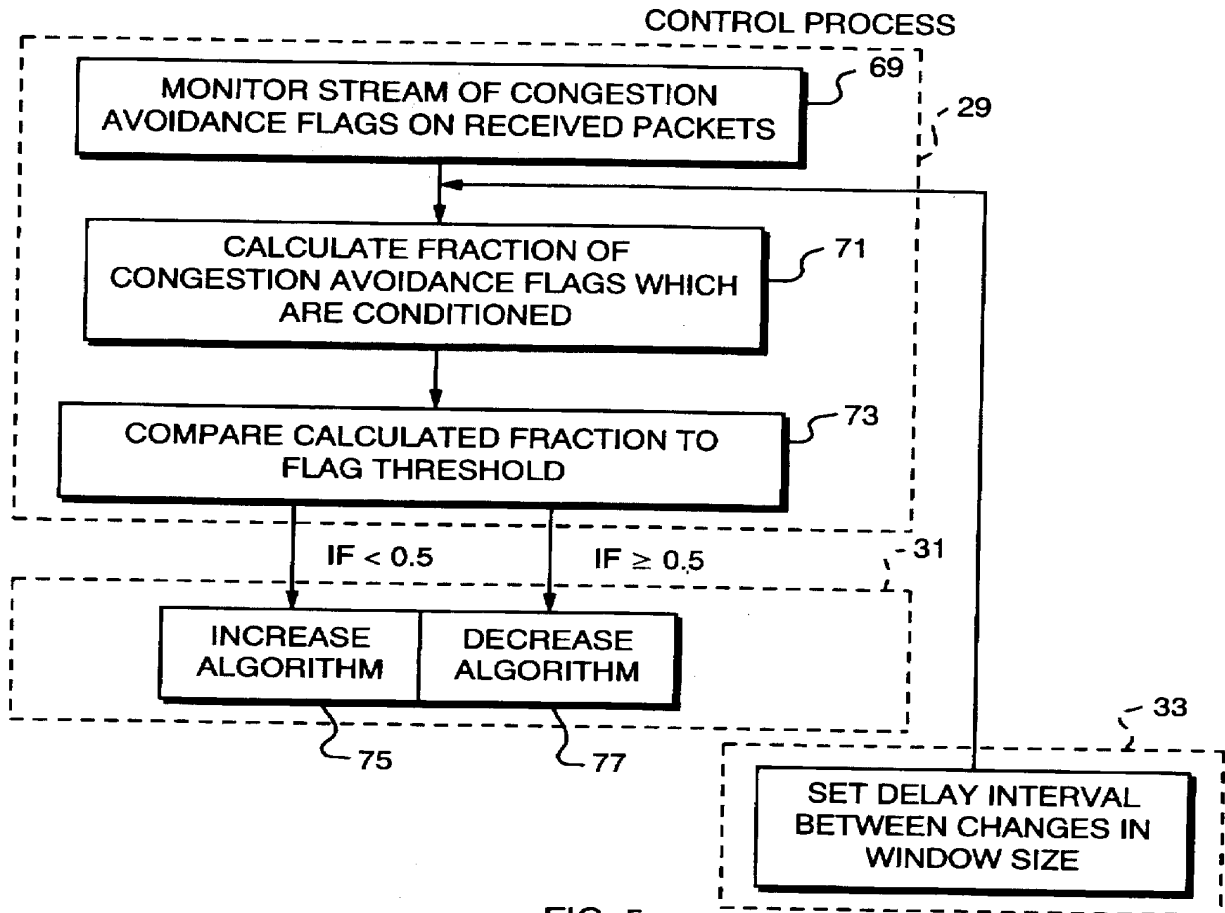 CONTROL PROCESS
MONITOR STREAM OF CONGESTION
AVOIDANCE FLAGS ON RECEIVED PACKETS
69
29
CALCULATE FRACTION OF
CONGESTION AVOIDANCE FLAGS WHICH
ARE CONDITIONED
71
COMPARE CALCULATED FRACTION TO
FLAG THRESHOLD
73
IF < 0.5
IF ≥ 0.5
31
INCREASE
ALGORITHM
DECREASE
ALGORITHM
75
77
33
SET DELAY INTERVAL
BETWEEN CHANGES IN
WINDOW SIZE